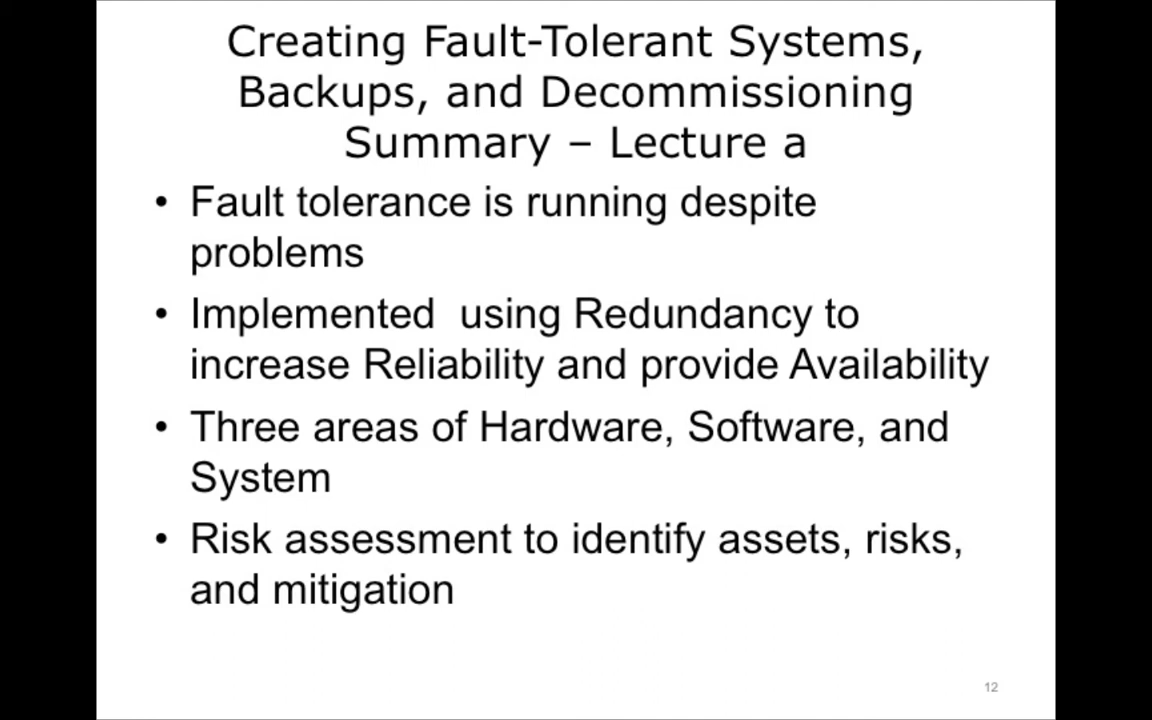 Creating Fault-Tolerant Systems,
Backups, and Decommissioning
Summary – Lecture a
• Fault tolerance is running despite
problems
• Implemented  using Redundancy to
increase Reliability and provide Availability
• Three areas of Hardware, Software, and
System
• Risk assessment to identify assets, risks,
and mitigation
12